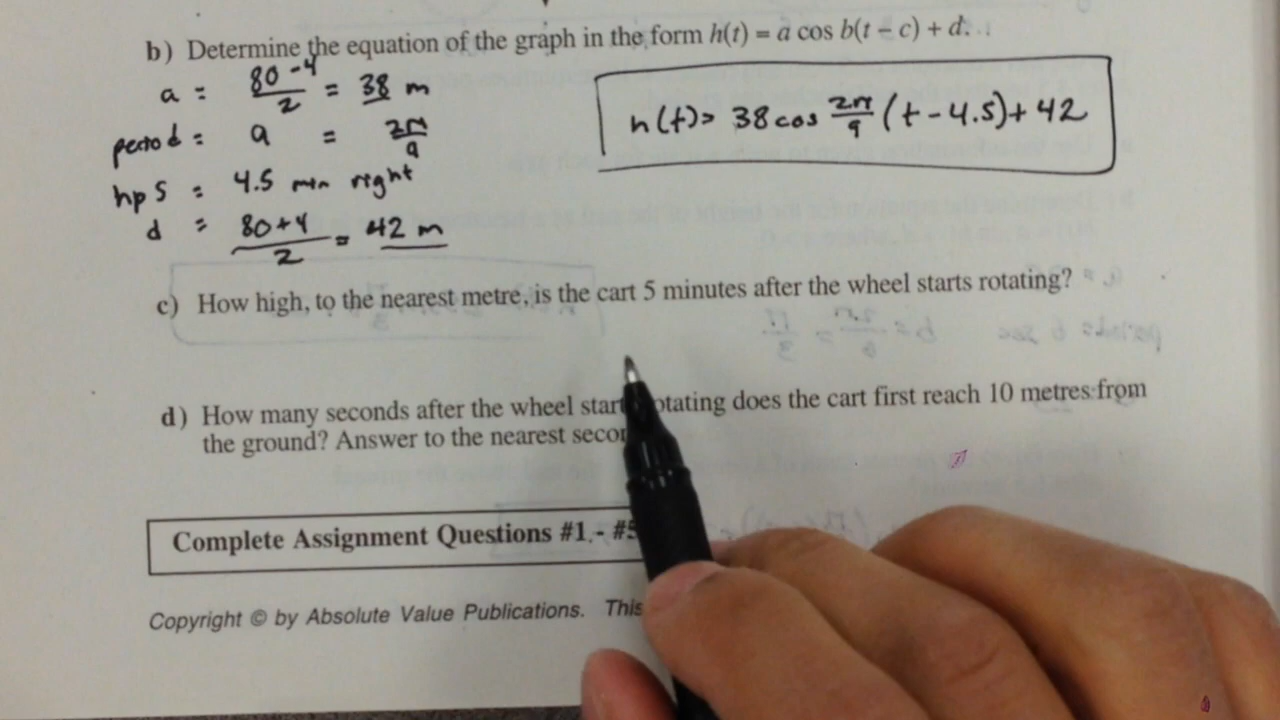 b) Determine the equation of the graph in the form h(t) = a cos b(t – c) + d.
a = 80-4/2 = 38 m
h(t)= 38 cos 2π/9 (t - 4.5)+ 42
period = 9 = 2π/9
hps = 4.5 min right
d = 80+4/2 = 42 m
c) How high, to the nearest metre, is the cart 5 minutes after the wheel starts rotating?
d) How many seconds after the wheel start otating does the cart first reach 10 metres from
the ground? Answer to the nearest secon
Complete Assignment Questions #1 - #5
Copyright © by Absolute Value Publications. This